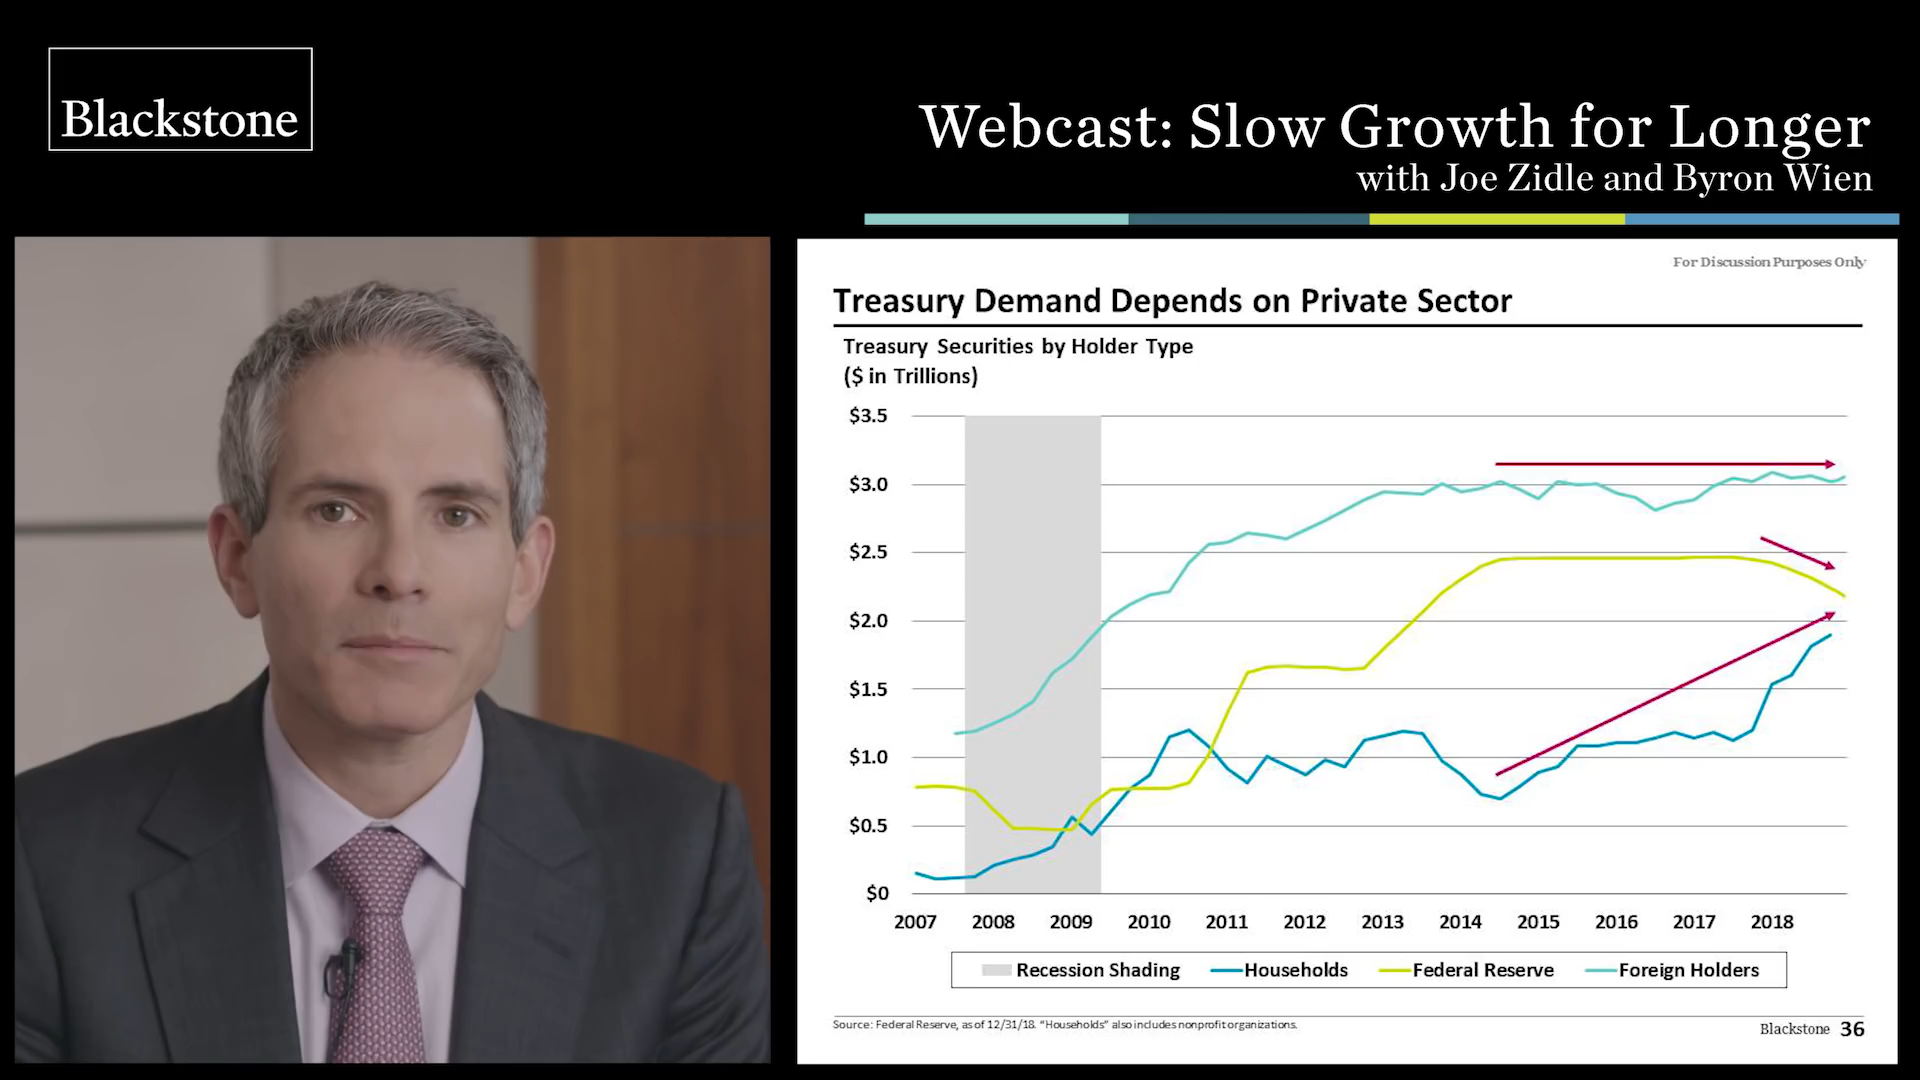 Blackstone
Webcast: Slow Growth for Longer
with Joe Zidle and Byron Wien
For Discussion Purposes Only
Treasury Demand Depends on Private Sector
Treasury Securities by Holder Type
($ in Trillions)
$3.5
$3.0
$2.5
$2.0
$1.5
$1.0
$0.5
$0
2007 2008 2009 2010 2011 2012 2013 2014 2015 2016 2017 2018
Recession Shading Households Federal Reserve Foreign Holders
Source: Federal Reserve, as of 12/31/18. “Households” also includes nonprofit organizations.
Blackstone 36